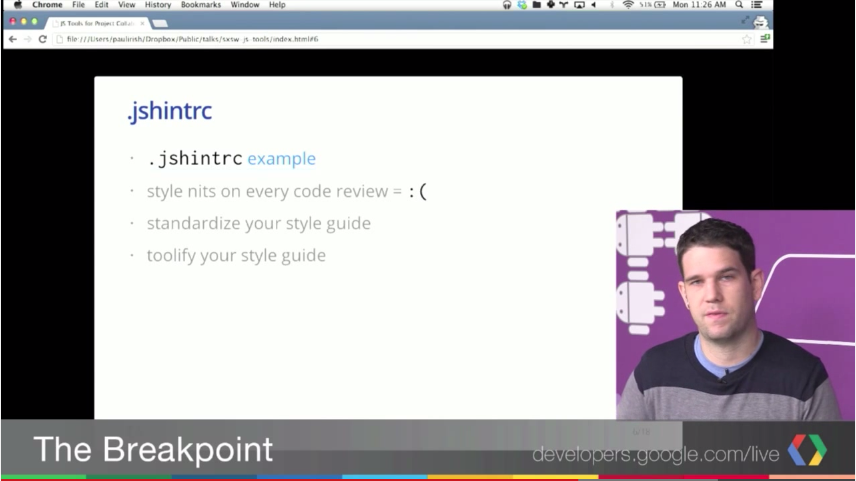 Chrome File Edit View History Bookmarks Window Help
51% Mon 11:26 AM
JS Tools for Project Collab
file:///Users/paulirish/Dropbox/Public/talks/sxsw-js-tools/index.html#6
.jshintrc
· .jshintrc example
· style nits on every code review = :(
· standardize your style guide
· toolify your style guide
The Breakpoint
developers.google.com/live